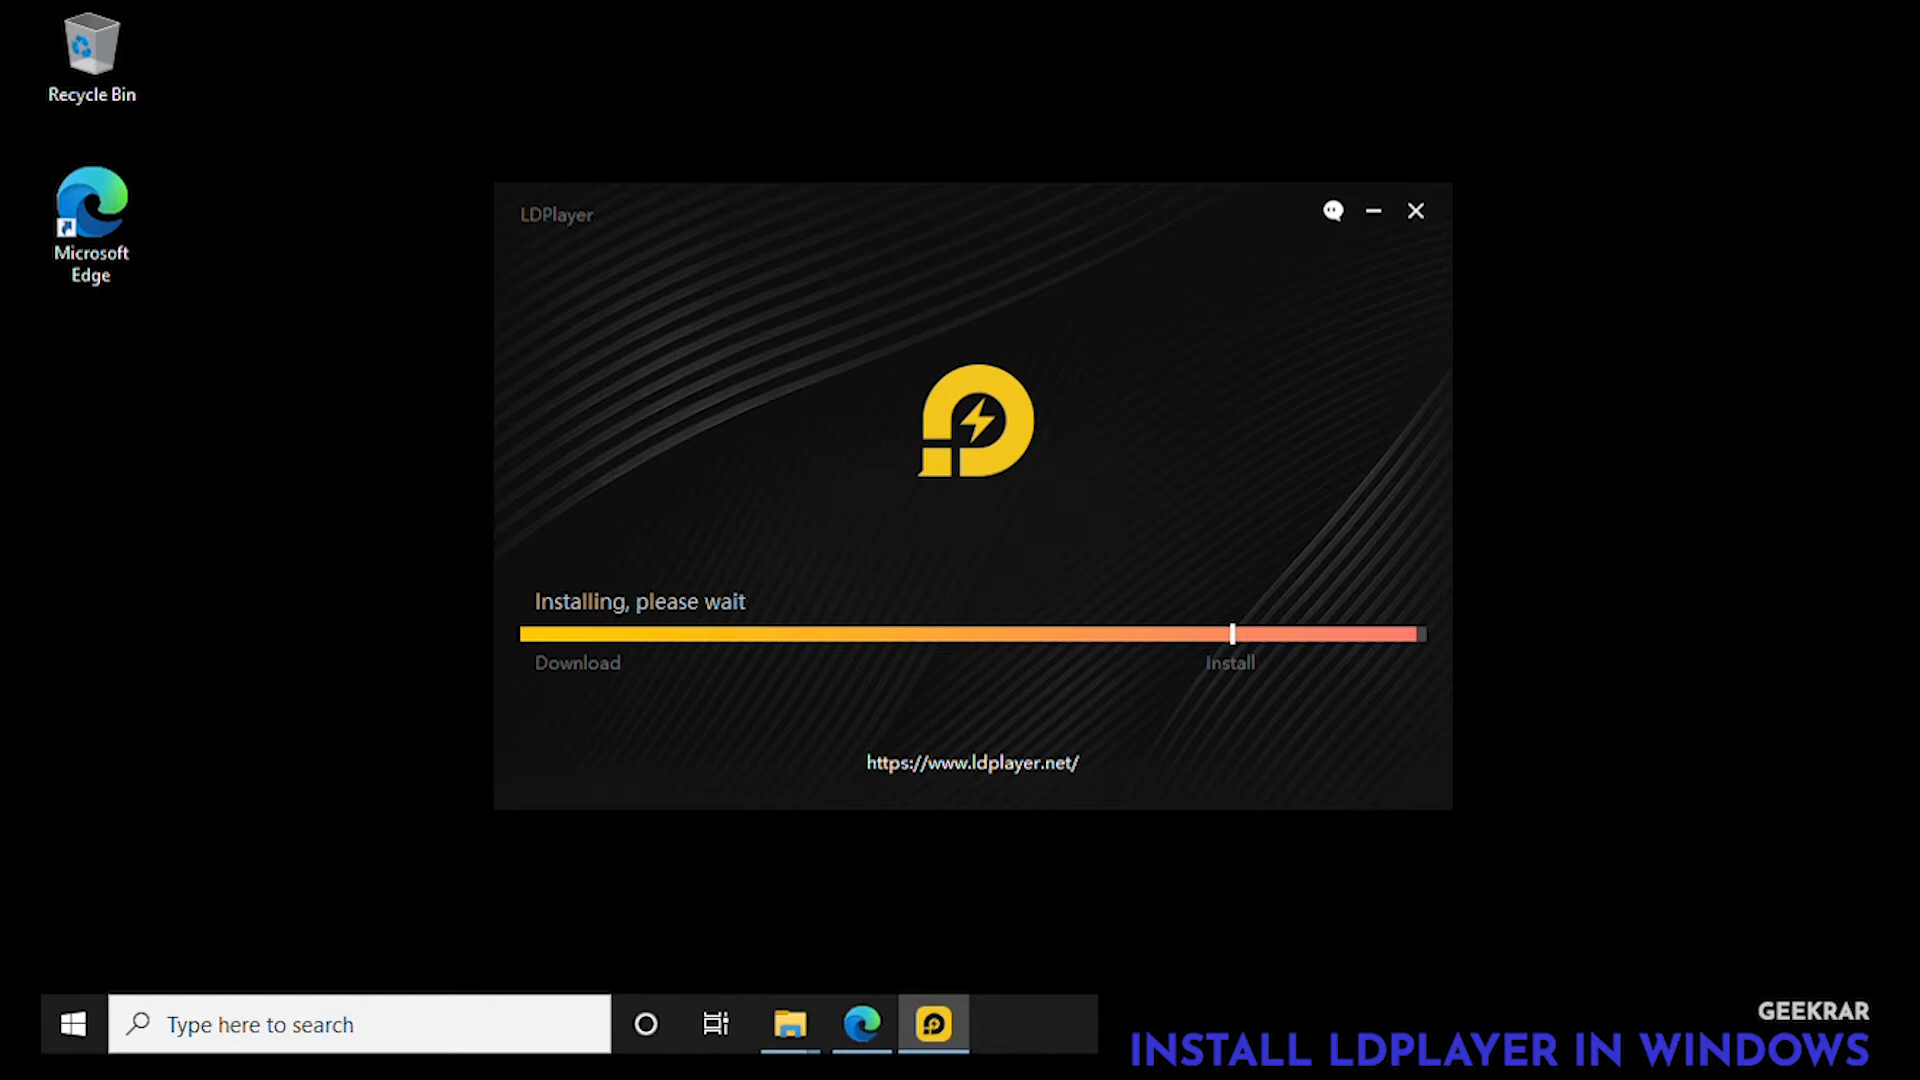 Recycle Bin
Microsoft
Edge
LDPlayer
Installing, please wait
Download
Install
https://www.ldplayer.net/
Type here to search
GEEKRAR
INSTALL LDPLAYER IN WINDOWS